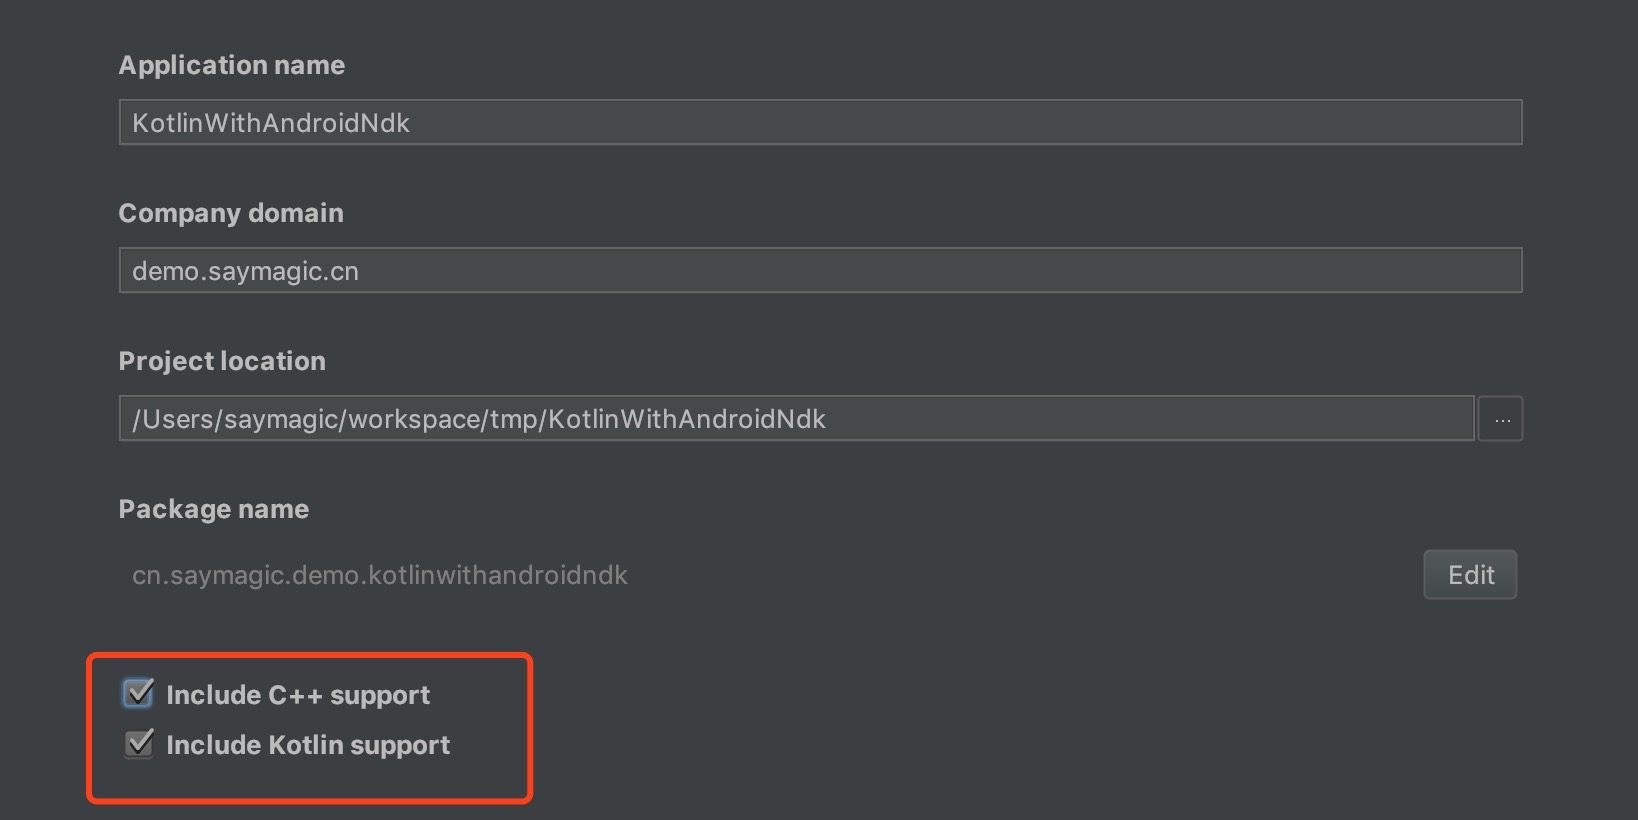 Application name
KotlinWithAndroidNdk
Company domain
demo.saymagic.cn
Project location
/Users/saymagic/workspace/tmp/KotlinWithAndroidNdk
...
Package name
cn.saymagic.demo.kotlinwithandroidndk
Edit
Include C++ support
Include Kotlin support